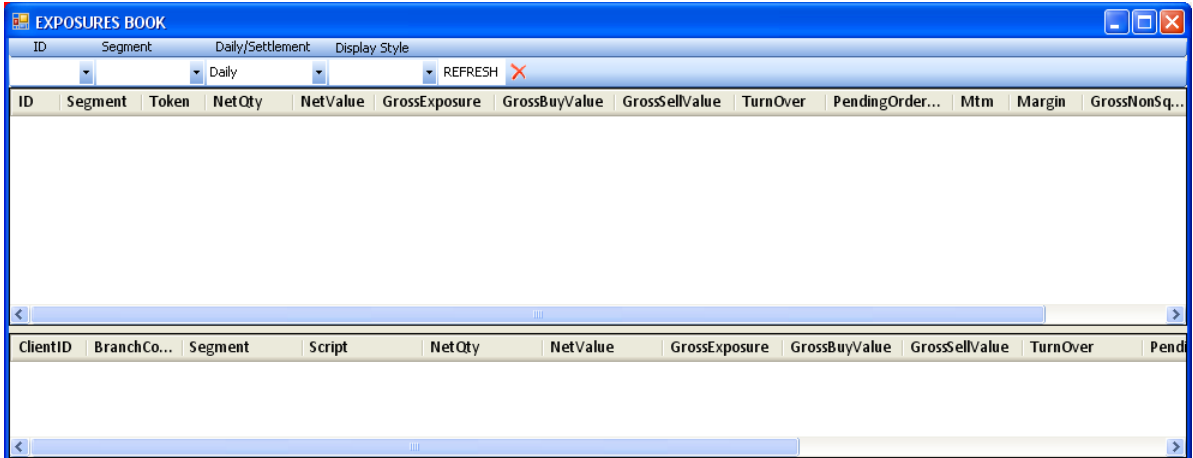 EXPOSURES BOOK
ID Segment Daily/Settlement Display Style
Daily REFRESH
ID Segment Token NetQty NetValue GrossExposure GrossBuyValue GrossSellValue TurnOver PendingOrder... Mtm Margin GrossNonSq...
ClientID BranchCo... Segment Script NetQty NetValue GrossExposure GrossBuyValue GrossSellValue TurnOver Pendi